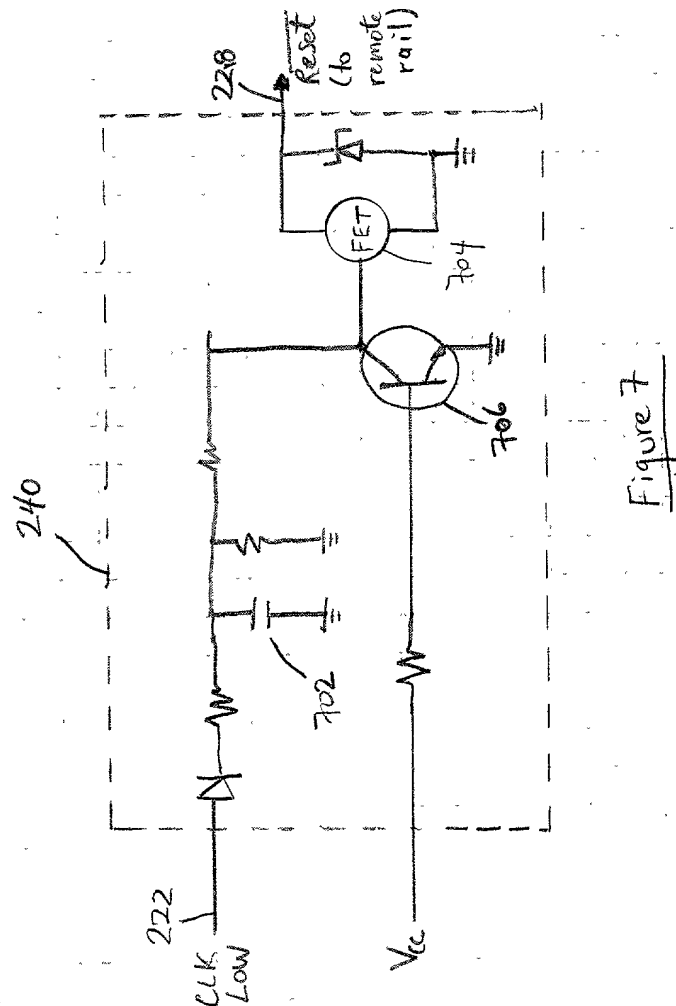 240
222
CLK
Low
Vcc
702
706
FET
704
228
Reset
(to
remote
rail)
Figure 7